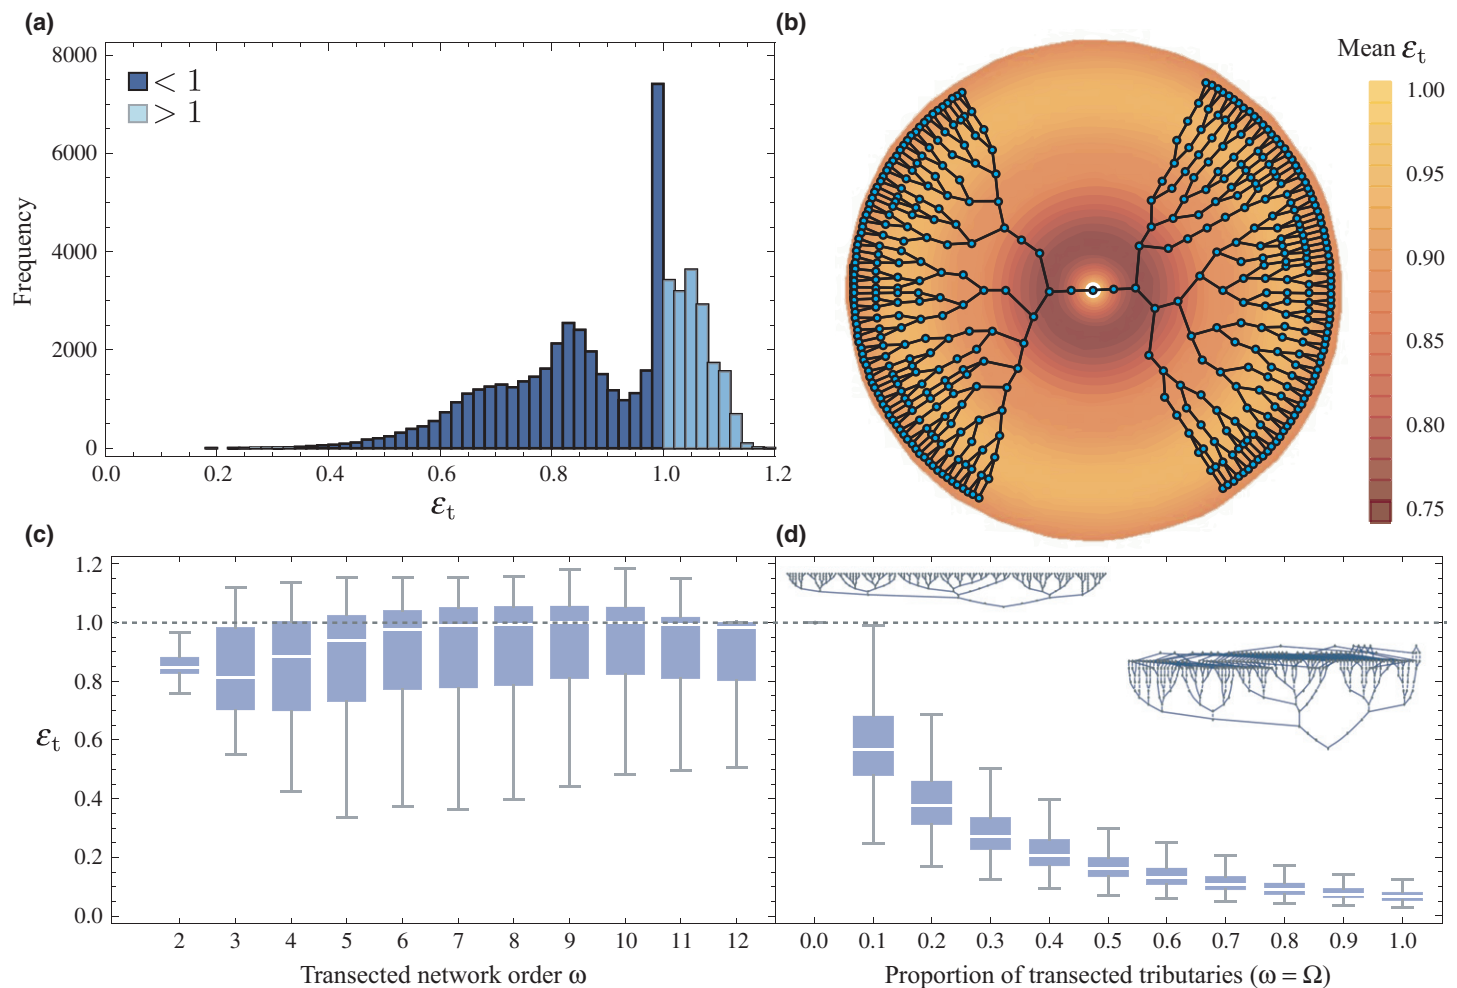 (a)
8000
6000
4000
2000
0
Frequency
< 1
> 1
0.0 0.2 0.4 0.6 0.8 1.0 1.2
εt
(b)
Mean εt
1.00
0.95
0.90
0.85
0.80
0.75
(c)
1.2
1.0
0.8
0.6
0.4
0.2
0.0
εt
2 3 4 5 6 7 8 9 10 11 12
Transected network order ω
(d)
0.0 0.1 0.2 0.3 0.4 0.5 0.6 0.7 0.8 0.9 1.0
Proportion of transected tributaries (ω = Ω)